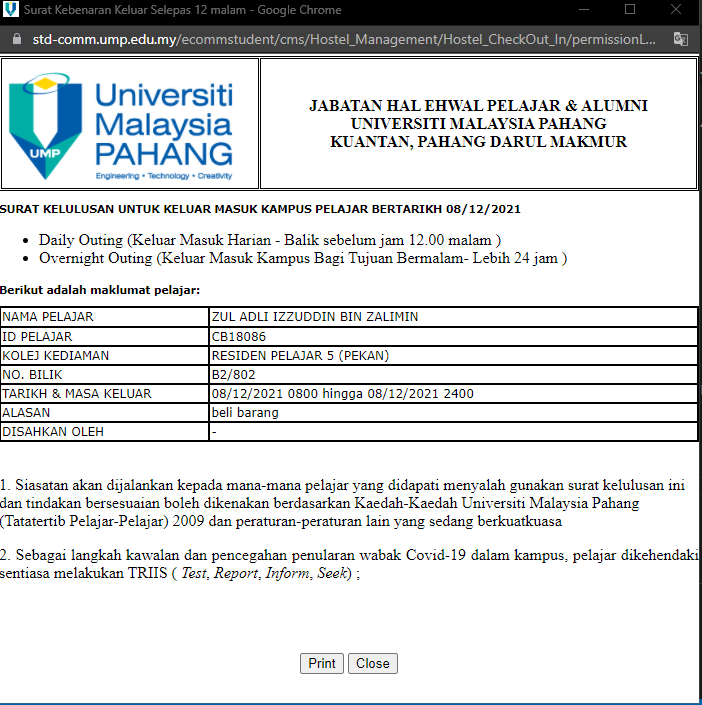 Surat Kebenaran Keluar Selepas 12 malam - Google Chrome
std-comm.ump.edu.my/ecommstudent/cms/Hostel_Management/Hostel_CheckOut_In/permissionL...
UMP
Universiti
Malaysia
PAHANG
Engineering • Technology • Creativity
JABATAN HAL EHWAL PELAJAR & ALUMNI
UNIVERSITI MALAYSIA PAHANG
KUANTAN, PAHANG DARUL MAKMUR
SURAT KELULUSAN UNTUK KELUAR MASUK KAMPUS PELAJAR BERTARIKH 08/12/2021
• Daily Outing (Keluar Masuk Harian - Balik sebelum jam 12.00 malam )
• Overnight Outing (Keluar Masuk Kampus Bagi Tujuan Bermalam- Lebih 24 jam )
Berikut adalah maklumat pelajar:
NAMA PELAJAR ZUL ADLI IZZUDDIN BIN ZALIMIN
ID PELAJAR CB18086
KOLEJ KEDIAMAN RESIDEN PELAJAR 5 (PEKAN)
NO. BILIK B2/802
TARIKH & MASA KELUAR 08/12/2021 0800 hingga 08/12/2021 2400
ALASAN beli barang
DISAHKAN OLEH -
1. Siasatan akan dijalankan kepada mana-mana pelajar yang didapati menyalah gunakan surat kelulusan ini
dan tindakan bersesuaian boleh dikenakan berdasarkan Kaedah-Kaedah Universiti Malaysia Pahang
(Tatatertib Pelajar-Pelajar) 2009 dan peraturan-peraturan lain yang sedang berkuatkuasa
2. Sebagai langkah kawalan dan pencegahan penularan wabak Covid-19 dalam kampus, pelajar dikehendaki
sentiasa melakukan TRIIS ( Test, Report, Inform, Seek) ;
Print Close